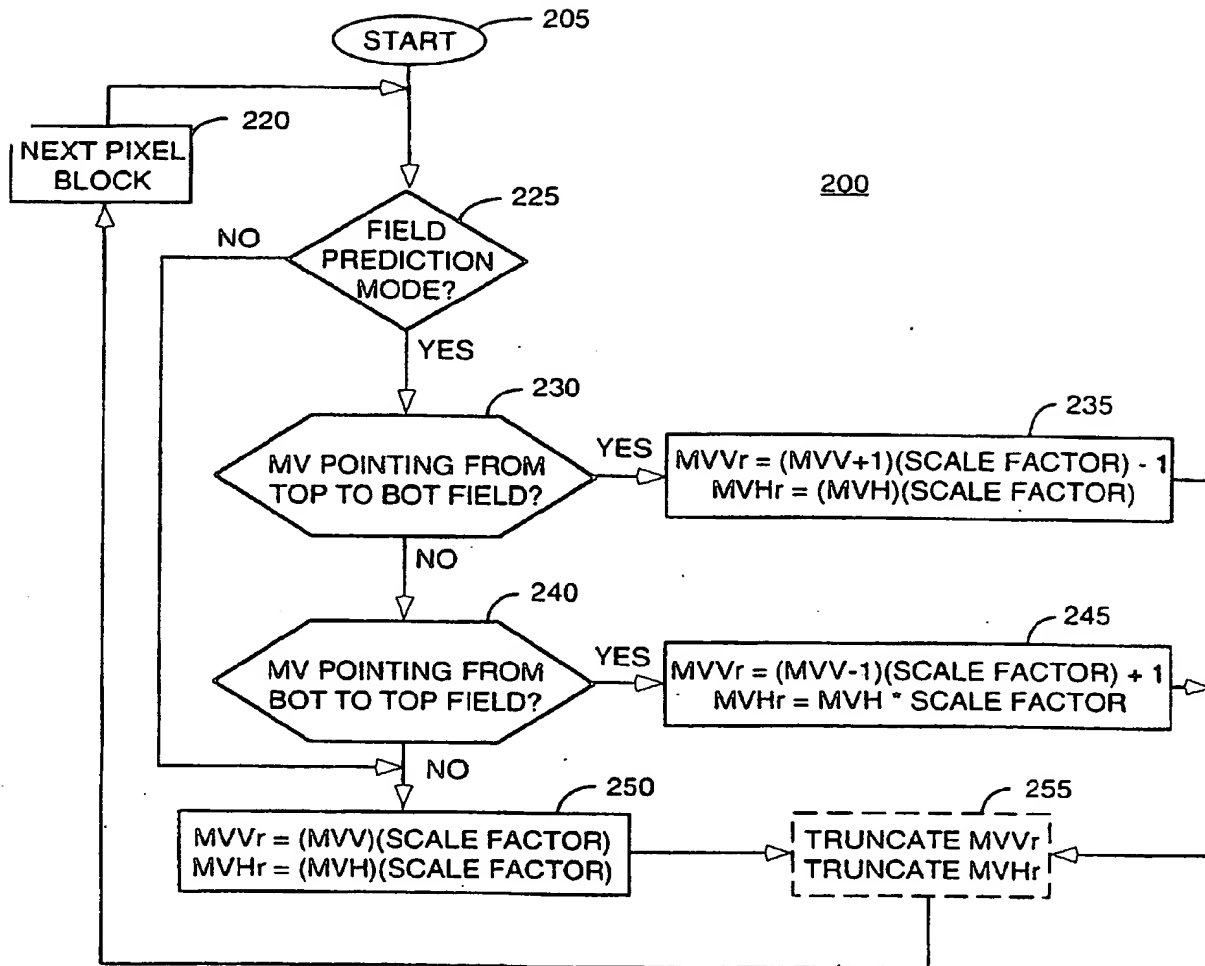 205
START
220
NEXT PIXEL
BLOCK
200
225
FIELD
PREDICTION
MODE?
NO
YES
230
MV POINTING FROM
TOP TO BOT FIELD?
YES
235
MVVr = (MVV+1)(SCALE FACTOR) - 1
MVHr = (MVH)(SCALE FACTOR)
NO
240
MV POINTING FROM
BOT TO TOP FIELD?
YES
245
MVVr = (MVV-1)(SCALE FACTOR) + 1
MVHr = MVH * SCALE FACTOR
NO
250
MVVr = (MVV)(SCALE FACTOR)
MVHr = (MVH)(SCALE FACTOR)
255
TRUNCATE MVVr
TRUNCATE MVHr